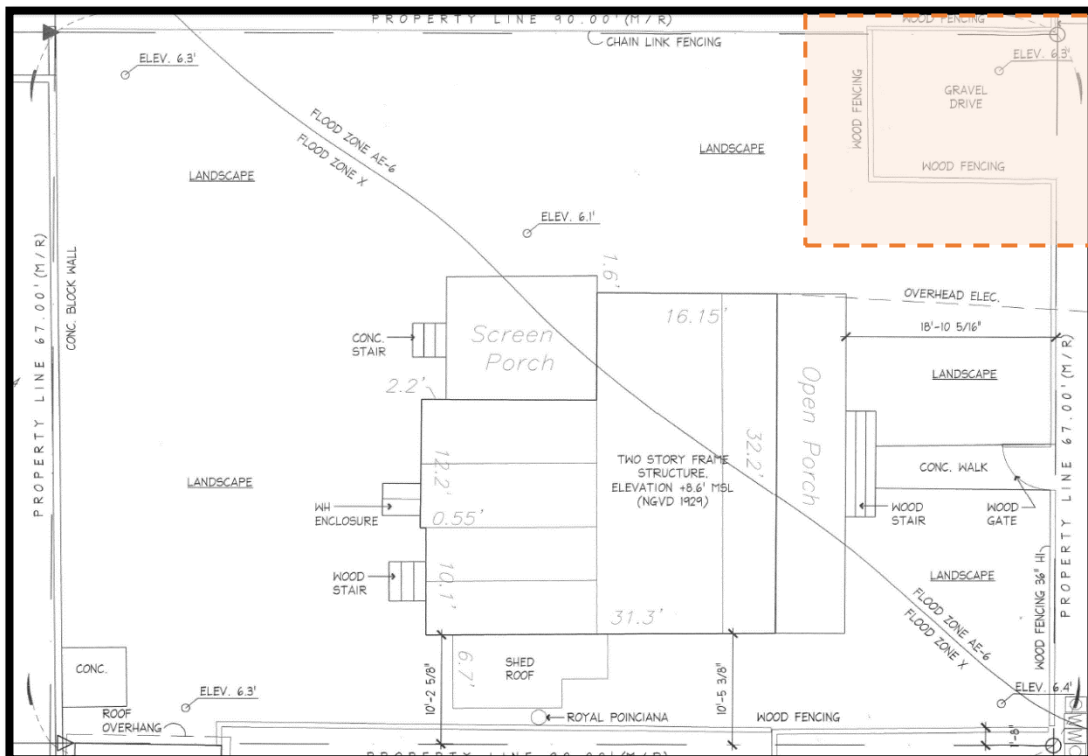 PROPERTY LINE 90.00'(M/R)
WOOD FENCING
CHAIN LINK FENCING
ELEV. 6.3'
ELEV. 6.3'
GRAVEL
DRIVE
WOOD FENCING
FLOOD ZONE AE-6
FLOOD ZONE X
LANDSCAPE
LANDSCAPE
WOOD FENCING
ELEV. 6.1'
PROPERTY LINE 67.00'(M/R)
CONC. BLOCK WALL
1.6'
OVERHEAD ELEC.
16.15'
18'-10 5/16"
Screen
Porch
CONC.
STAIR
2.2'
Open Porch
LANDSCAPE
PROPERTY LINE 67.00'(M/R)
32.2'
TWO STORY FRAME
STRUCTURE,
ELEVATION +8.6' MSL
(NGVD 1929)
12.2'
CONC. WALK
LANDSCAPE
WH
ENCLOSURE
0.55'
WOOD
STAIR
WOOD
GATE
WOOD
STAIR
10.1'
31.3'
LANDSCAPE
WOOD FENCING 36" HI
FLOOD ZONE AE-6
FLOOD ZONE X
CONC.
6.7'
SHED
ROOF
10'-2 5/8"
10'-5 3/8"
ELEV. 6.3'
ELEV. 6.4'
ROOF
OVERHANG
ROYAL POINCIANA
WOOD FENCING
PROPERTY LINE